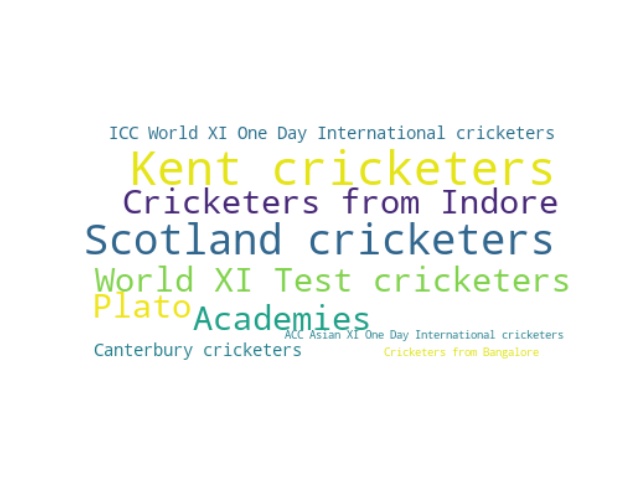 ICC World XI One Day International cricketers
Kent cricketers
Cricketers from Indore
Scotland cricketers
World XI Test cricketers
Plato
Academies
ACC Asian XI One Day International cricketers
Canterbury cricketers
Cricketers from Bangalore